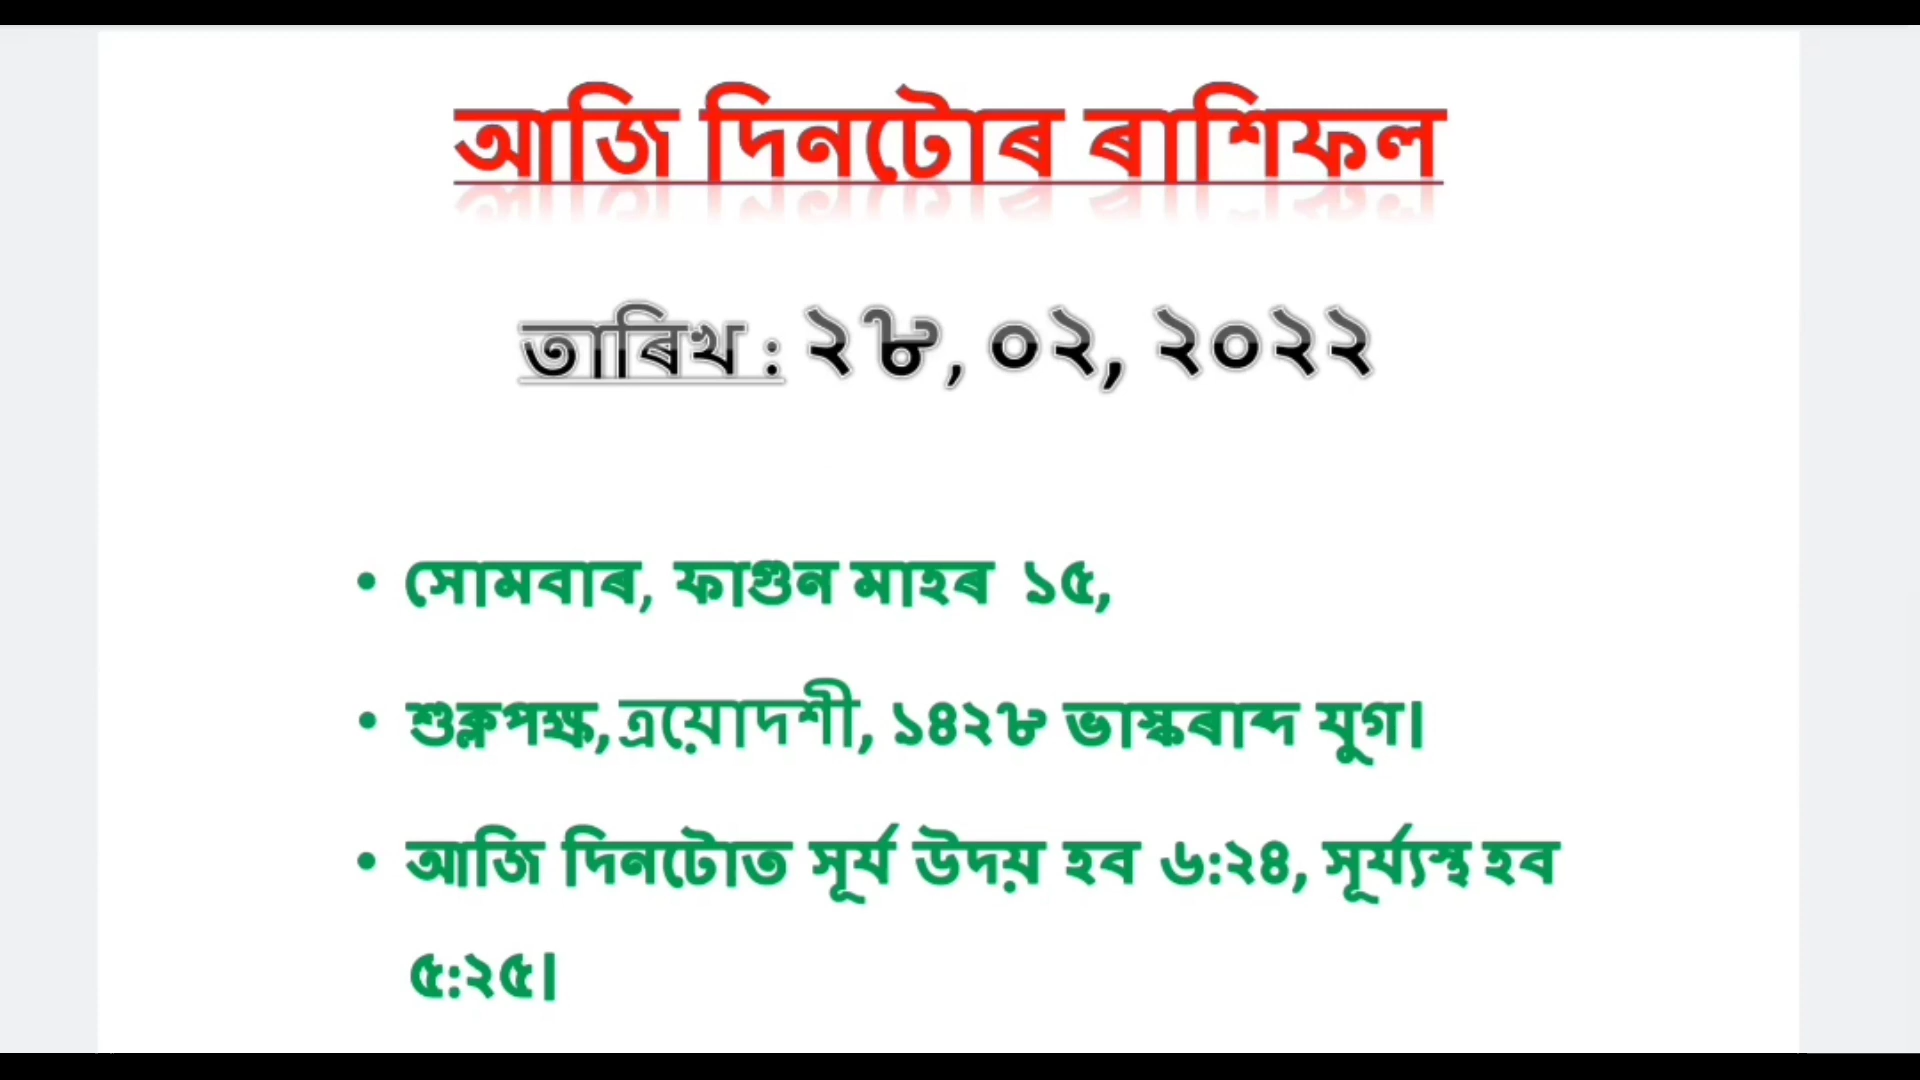 আজি দিনটোৰ ৰাশিফল
তাৰিখ : ২৮, ০২, ২০২২
• সোমবাৰ, ফাগুন মাহৰ ১৫,
• শুক্লপক্ষ,ত্ৰয়োদশী, ১৪২৮ ভাস্কৰাব্দ যুগ।
• আজি দিনটোত সূৰ্য উদয় হব ৬:২৪, সূৰ্য্যস্থ হব
৫:২৫।